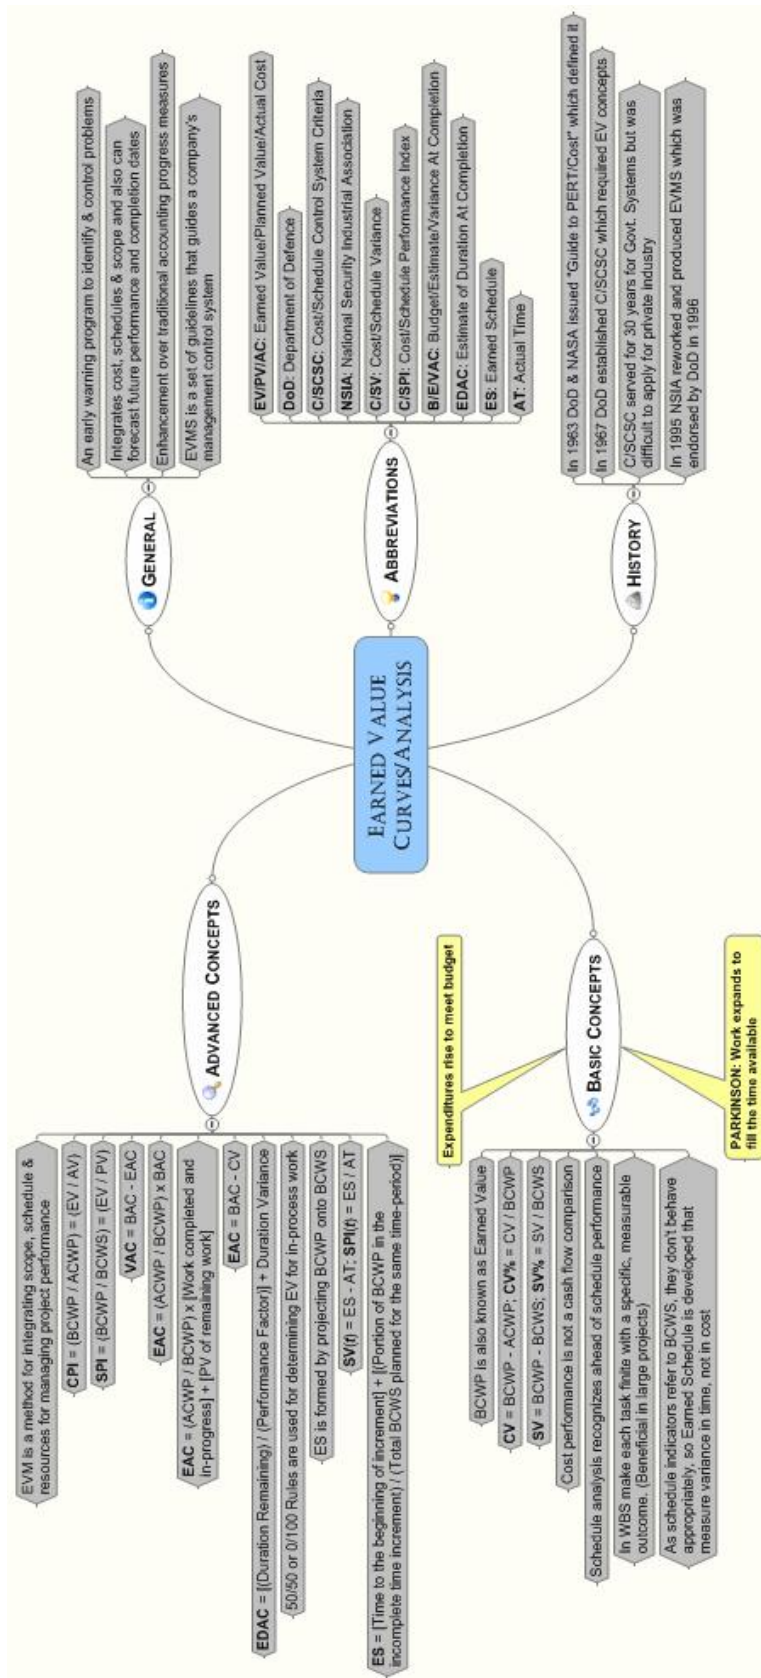 EARNED VALUE
CURVES/ANALYSIS
GENERAL
An early warning program to identify & control problems
Integrates cost, schedules & scope and also can
forecast future performance and completion dates
Enhancement over traditional accounting progress measures
EVMS is a set of guidelines that guides a company's
management control system
ABBREVIATIONS
EV/PV/AC: Earned Value/Planned Value/Actual Cost
DoD: Department of Defence
C/SCSC: Cost/Schedule Control System Criteria
NSIA: National Security Industrial Association
C/SV: Cost/Schedule Variance
C/SPI: Cost/Schedule Performance Index
B/E/VAC: Budget/Estimate/Variance At Completion
EDAC: Estimate of Duration At Completion
ES: Earned Schedule
AT: Actual Time
HISTORY
In 1963 DoD & NASA issued "Guide to PERT/Cost" which defined it
In 1967 DoD established C/SCSC which required EV concepts
C/SCSC served for 30 years for Govt. Systems but was
difficult to apply for private industry
In 1995 NSIA reworked and produced EVMS which was
endorsed by DoD in 1996
ADVANCED CONCEPTS
EVM is a method for integrating scope, schedule &
resources for managing project performance
CPI = (BCWP / ACWP) = (EV / AV)
SPI = (BCWP / BCWS) = (EV / PV)
VAC = BAC - EAC
EAC = (ACWP / BCWP) x BAC
EAC = (ACWP / BCWP) x [Work completed and
in-progress] + [PV of remaining work]
EAC = BAC - CV
EDAC = [(Duration Remaining) / (Performance Factor)] + Duration Variance
50/50 or 0/100 Rules are used for determining EV for in-process work
ES is formed by projecting BCWP onto BCWS
SV(t) = ES - AT; SPI(t) = ES / AT
ES = [Time to the beginning of increment] + [(Portion of BCWP in the
incomplete time increment) / (Total BCWS planned for the same time-period)]
BASIC CONCEPTS
Expenditures rise to meet budget
PARKINSON: Work expands to
fill the time available
BCWP is also known as Earned Value
CV = BCWP - ACWP; CV% = CV / BCWP
SV = BCWP - BCWS; SV% = SV / BCWS
Cost performance is not a cash flow comparison
Schedule analysis recognizes ahead of schedule performance
In WBS make each task finite with a specific, measurable
outcome. (Beneficial in large projects)
As schedule indicators refer to BCWS, they don't behave
appropriately, so Earned Schedule is developed that
measure variance in time, not in cost